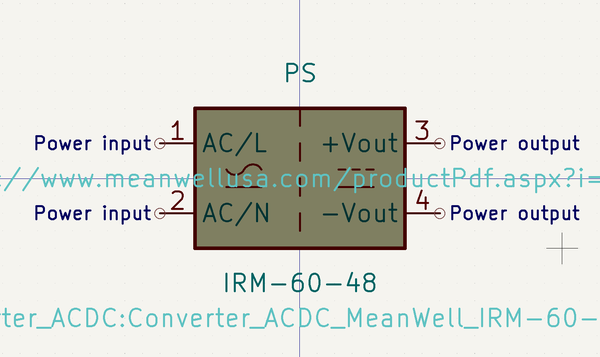 PS
Power input 1 AC/L +Vout 3 Power output
://www.meanwellusa.com/productPdf.aspx?i=
Power input 2 AC/N -Vout 4 Power output
IRM-60-48
ter_ACDC:Converter_ACDC_MeanWell_IRM-60-